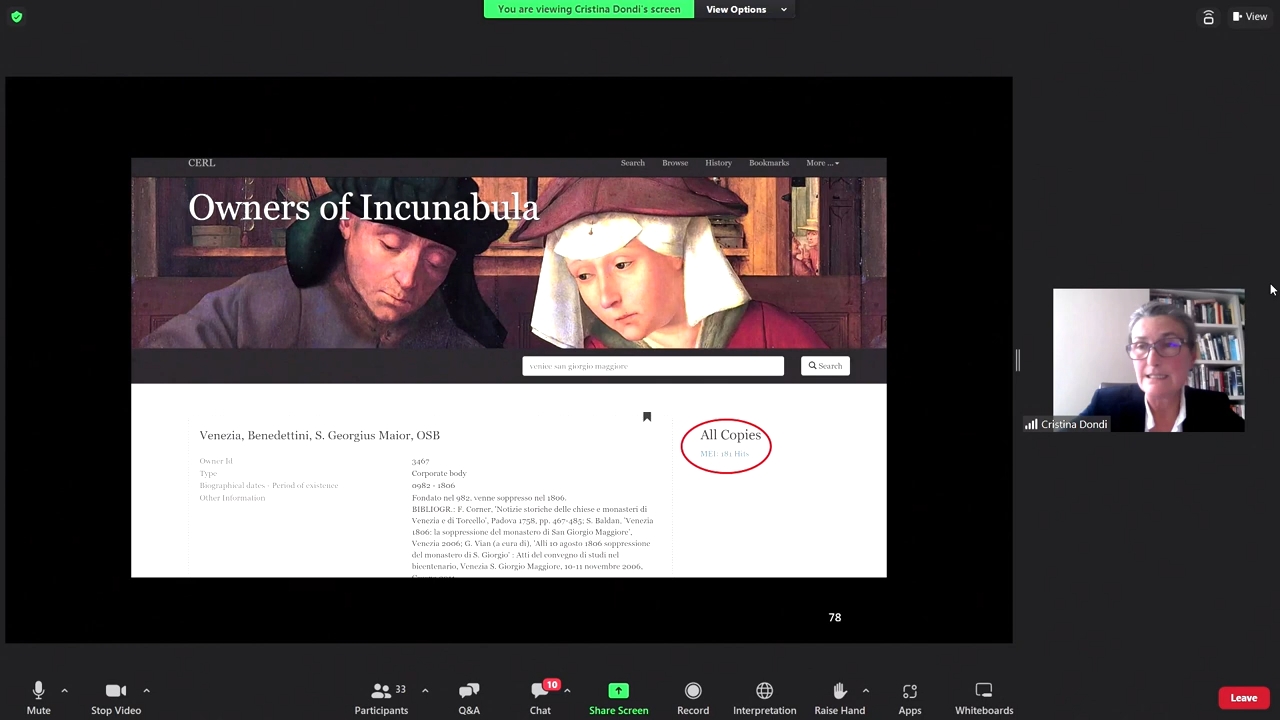 You are viewing Cristina Dondi's screen
View Options
View
CERL
Search Browse History Bookmarks More ...
Owners of Incunabula
venice san giorgio maggiore
Search
Venezia, Benedettini, S. Georgius Maior, OSB
All Copies
MEI: 181 Hits
Owner Id 3467
Type Corporate body
Biographical dates - Period of existence 0982 - 1806
Other Information Fondato nel 982, venne soppresso nel 1806.
BIBLIOGR.: F. Corner, 'Notizie storiche delle chiese e monasteri di
Venezia e di Torcello', Padova 1758, pp. 467-485; S. Baldan, 'Venezia
1806: la soppressione del monastero di San Giorgio Maggiore',
Venezia 2006; G. Vian (a cura di), 'Alli 10 agosto 1806 soppressione
del monastero di S. Giorgio' : Atti del convegno di studi nel
bicentenario, Venezia S. Giorgio Maggiore, 10-11 novembre 2006,
78
Cristina Dondi
Mute
Stop Video
Participants 33
Q&A
Chat 10
Share Screen
Record
Interpretation
Raise Hand
Apps
Whiteboards
Leave